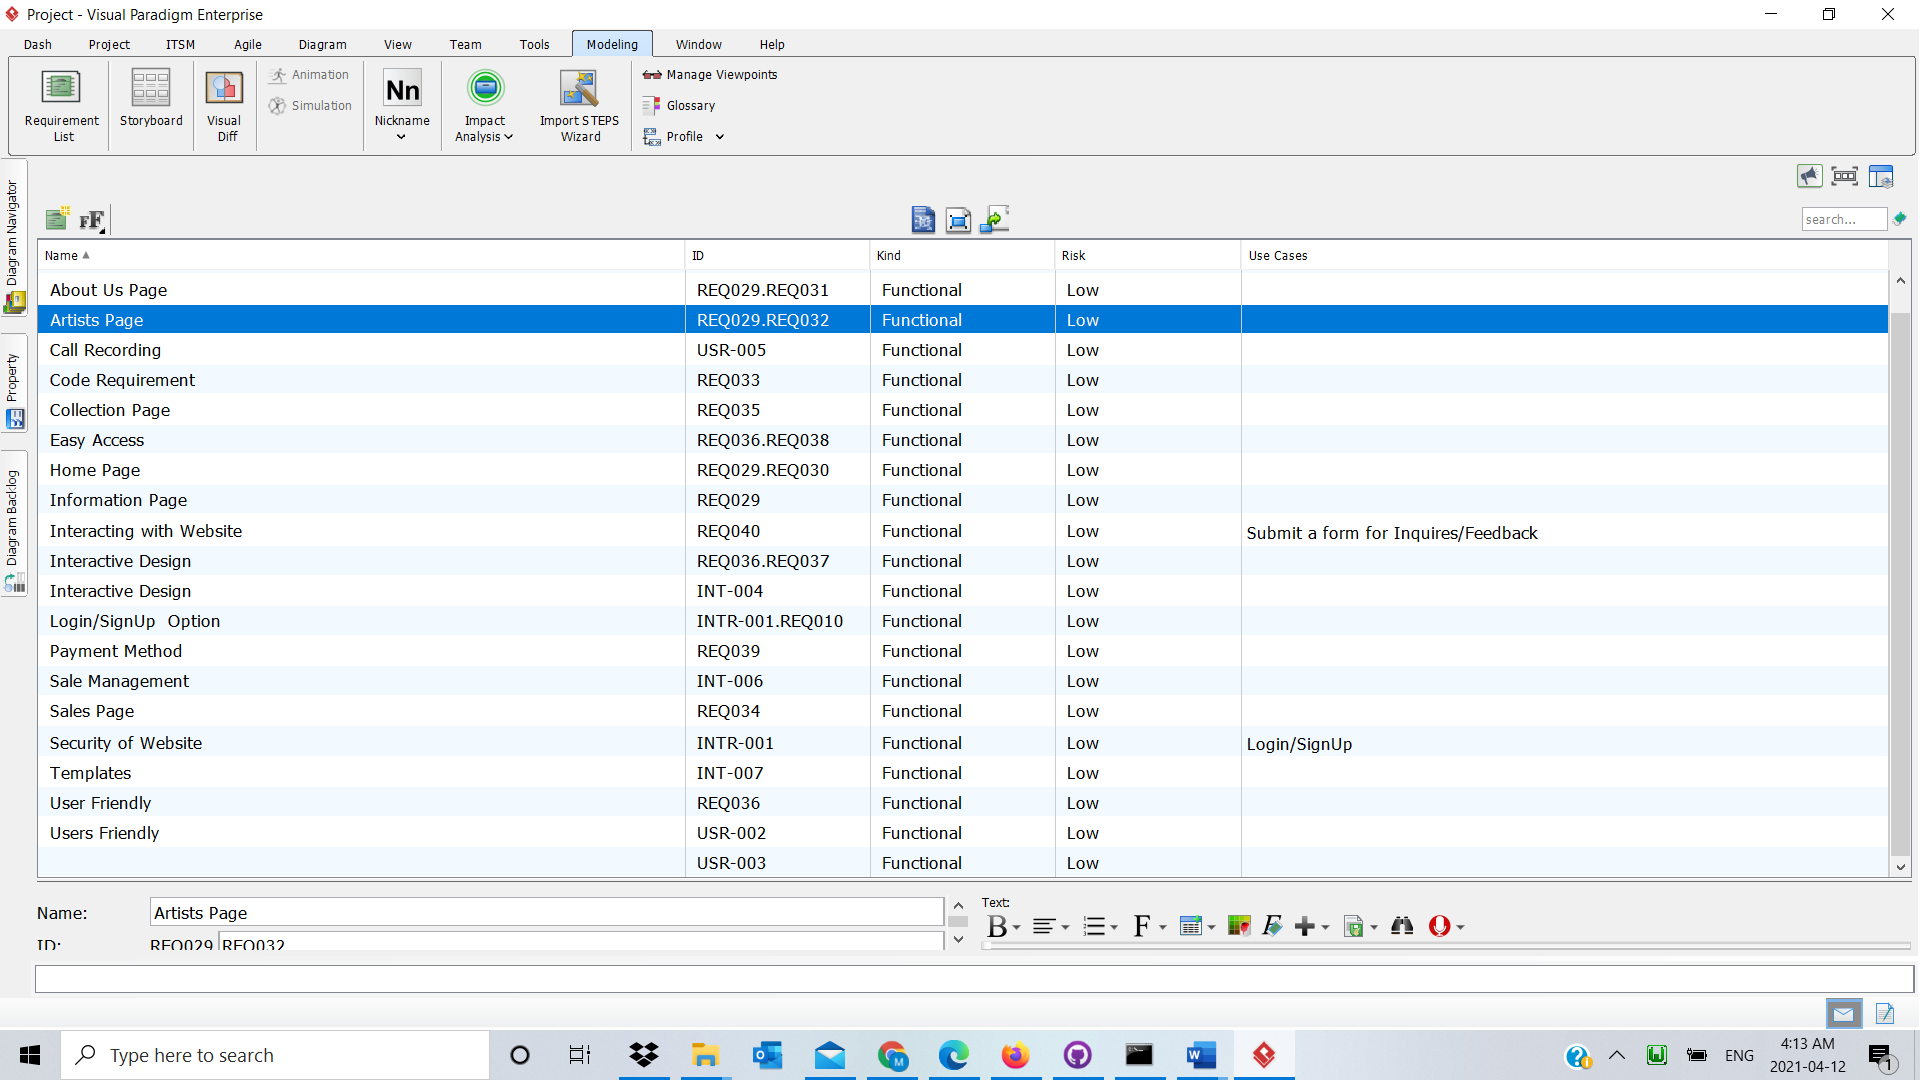 Project - Visual Paradigm Enterprise
Dash Project ITSM Agile Diagram View Team Tools Modeling Window Help
Requirement List
Storyboard
Visual Diff
Animation
Simulation
Nn
Nickname
Impact Analysis
Import STEPS Wizard
Manage Viewpoints
Glossary
Profile
Diagram Navigator
Property
Diagram Backlog
FF
search...
Name ID Kind Risk Use Cases
About Us Page REQ029.REQ031 Functional Low
Artists Page REQ029.REQ032 Functional Low
Call Recording USR-005 Functional Low
Code Requirement REQ033 Functional Low
Collection Page REQ035 Functional Low
Easy Access REQ036.REQ038 Functional Low
Home Page REQ029.REQ030 Functional Low
Information Page REQ029 Functional Low
Interacting with Website REQ040 Functional Low Submit a form for Inquires/Feedback
Interactive Design REQ036.REQ037 Functional Low
Interactive Design INT-004 Functional Low
Login/SignUp Option INTR-001.REQ010 Functional Low
Payment Method REQ039 Functional Low
Sale Management INT-006 Functional Low
Sales Page REQ034 Functional Low
Security of Website INTR-001 Functional Low Login/SignUp
Templates INT-007 Functional Low
User Friendly REQ036 Functional Low
Users Friendly USR-002 Functional Low
USR-003 Functional Low
Name: Artists Page
ID: REQ029 REQ032
Text:
B F F
Type here to search
ENG
4:13 AM
2021-04-12
1